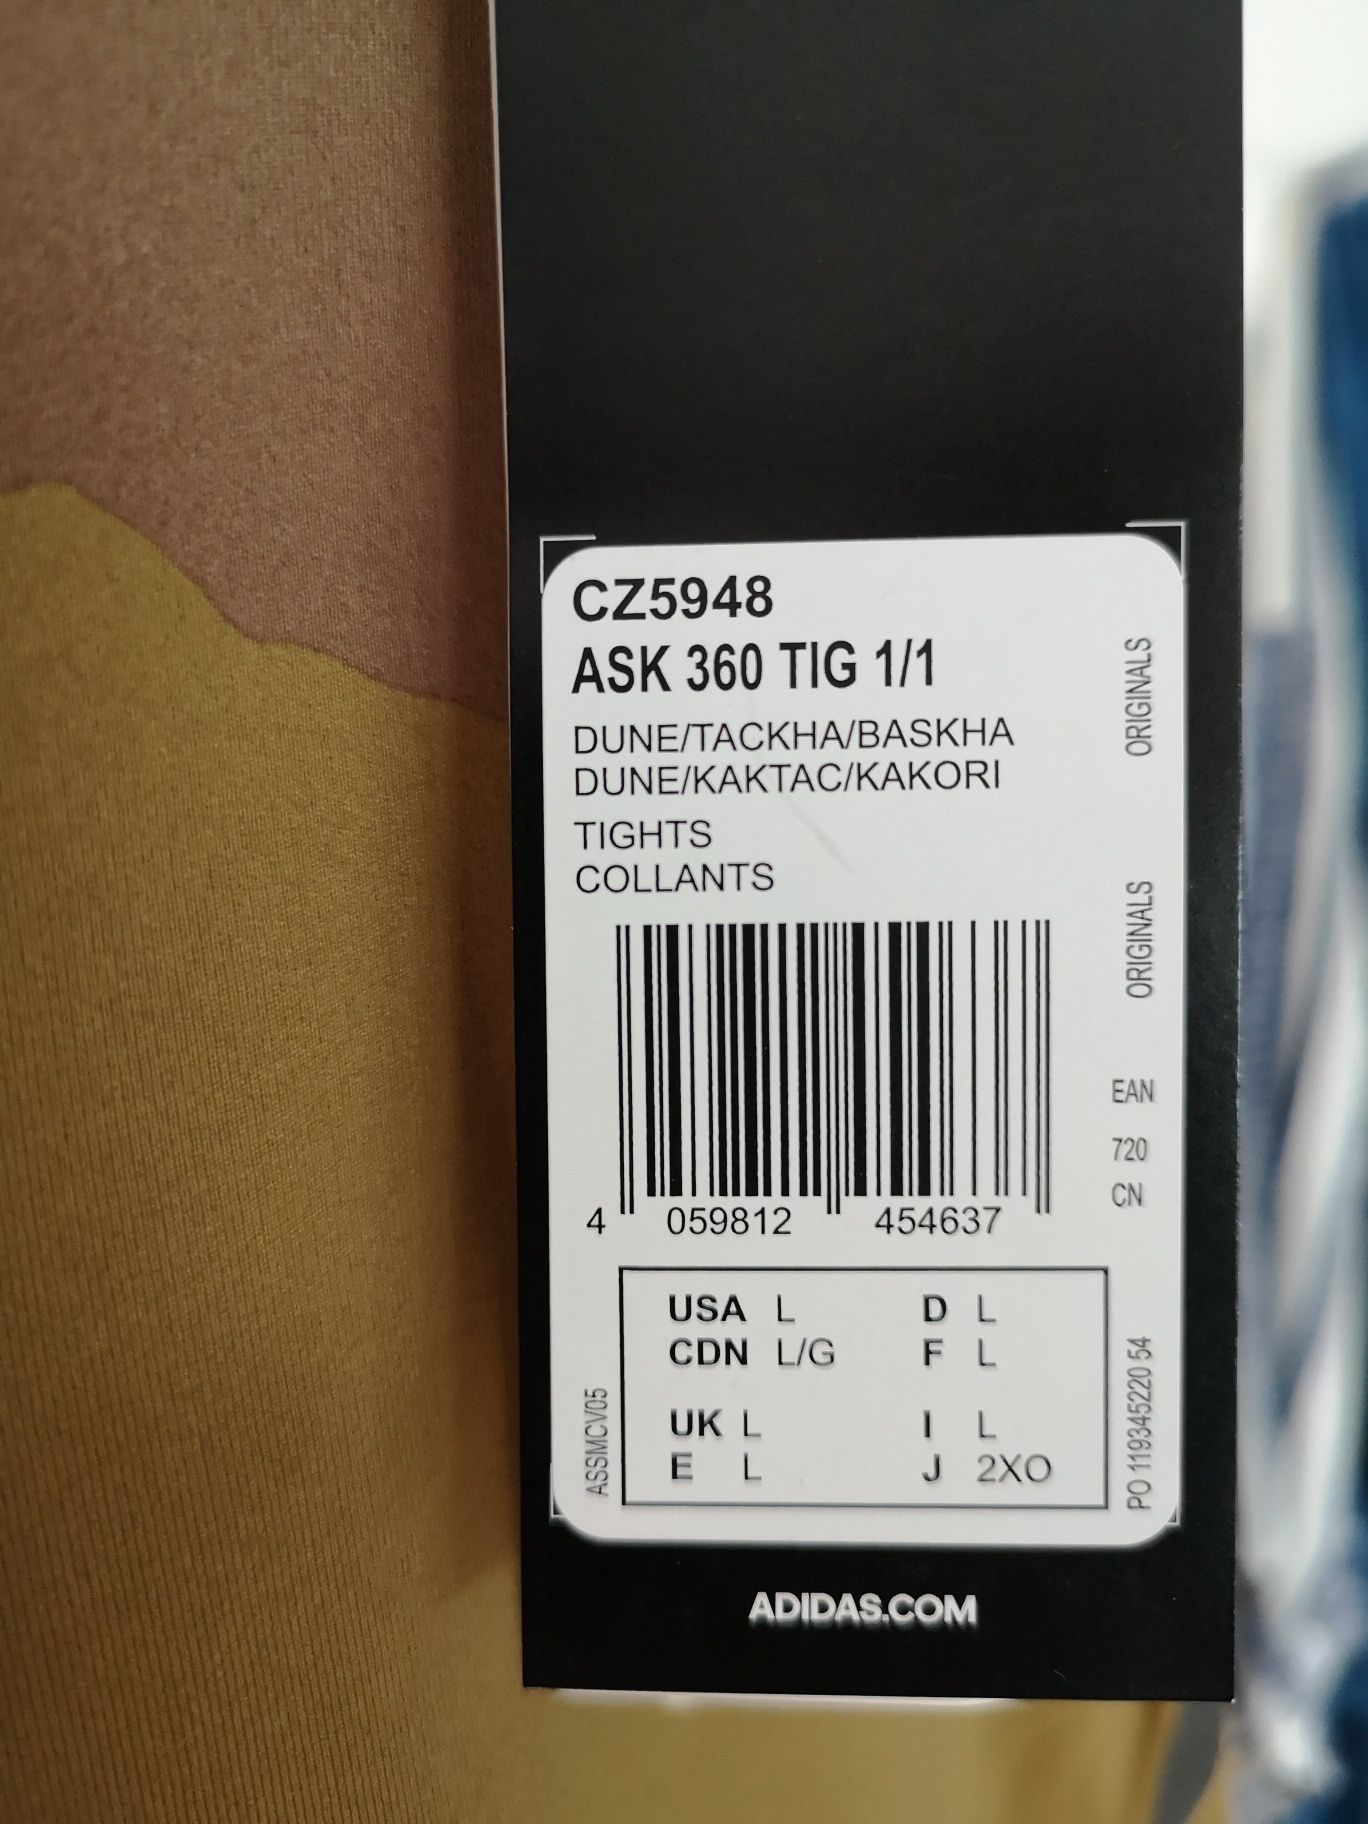 CZ5948
ASK 360 TIG 1/1
DUNE/TACKHA/BASKHA
DUNE/KAKTAC/KAKORI
TIGHTS
COLLANTS
ORIGINALS
ORIGINALS
EAN
720
CN
4 059812 454637
USA L D L
CDN L/G F L
UK L I L
E L J 2XO
ASSMCV05
PO 119345220 54
ADIDAS.COM